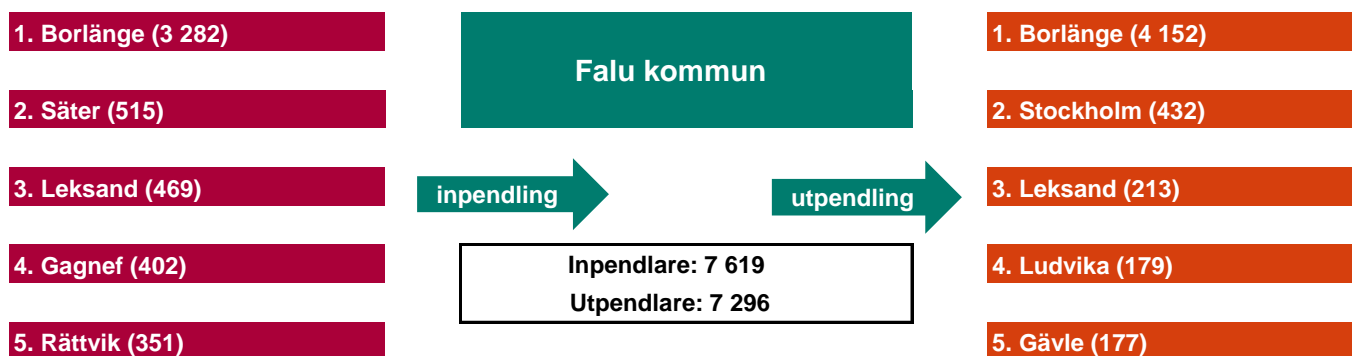 1. Borlänge (3 282)
2. Säter (515)
3. Leksand (469)
4. Gagnef (402)
5. Rättvik (351)
Falu kommun
inpendling
utpendling
Inpendlare: 7 619
Utpendlare: 7 296
1. Borlänge (4 152)
2. Stockholm (432)
3. Leksand (213)
4. Ludvika (179)
5. Gävle (177)